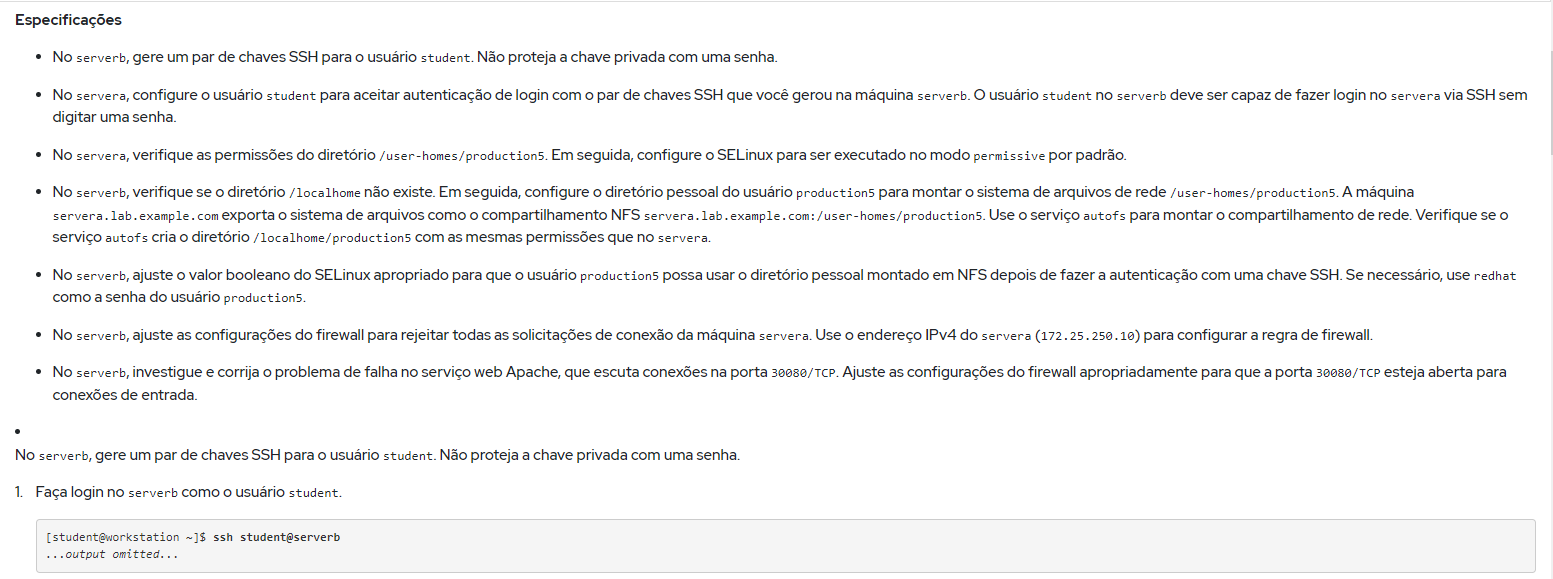 Especificações
• No serverb, gere um par de chaves SSH para o usuário student. Não proteja a chave privada com uma senha.
• No servera, configure o usuário student para aceitar autenticação de login com o par de chaves SSH que você gerou na máquina serverb. O usuário student no serverb deve ser capaz de fazer login no servera via SSH sem
digitar uma senha.
• No servera, verifique as permissões do diretório /user-homes/production5. Em seguida, configure o SELinux para ser executado no modo permissive por padrão.
• No serverb, verifique se o diretório /localhome não existe. Em seguida, configure o diretório pessoal do usuário production5 para montar o sistema de arquivos de rede /user-homes/production5. A máquina
servera.lab.example.com exporta o sistema de arquivos como o compartilhamento NFS servera.lab.example.com:/user-homes/production5. Use o serviço autofs para montar o compartilhamento de rede. Verifique se o
serviço autofs cria o diretório /localhome/production5 com as mesmas permissões que no servera.
• No serverb, ajuste o valor booleano do SELinux apropriado para que o usuário production5 possa usar o diretório pessoal montado em NFS depois de fazer a autenticação com uma chave SSH. Se necessário, use redhat
como a senha do usuário production5.
• No serverb, ajuste as configurações do firewall para rejeitar todas as solicitações de conexão da máquina servera. Use o endereço IPv4 do servera (172.25.250.10) para configurar a regra de firewall.
• No serverb, investigue e corrija o problema de falha no serviço web Apache, que escuta conexões na porta 30080/TCP. Ajuste as configurações do firewall apropriadamente para que a porta 30080/TCP esteja aberta para
conexões de entrada.
•
No serverb, gere um par de chaves SSH para o usuário student. Não proteja a chave privada com uma senha.
1. Faça login no serverb como o usuário student.
[student@workstation ~]$ ssh student@serverb
...output omitted...